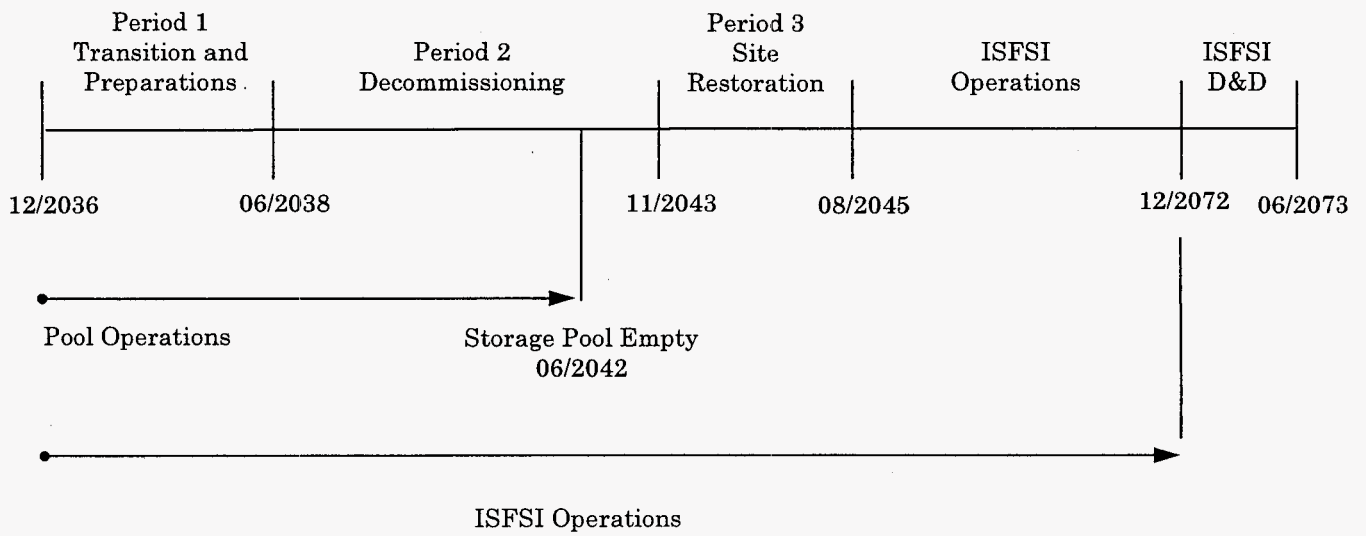 Period 1
Transition and
Preparations
Period 2
Decommissioning
Period 3
Site
Restoration
ISFSI
Operations
ISFSI
D&D
12/2036
06/2038
11/2043
08/2045
12/2072
06/2073
Pool Operations
Storage Pool Empty
06/2042
ISFSI Operations